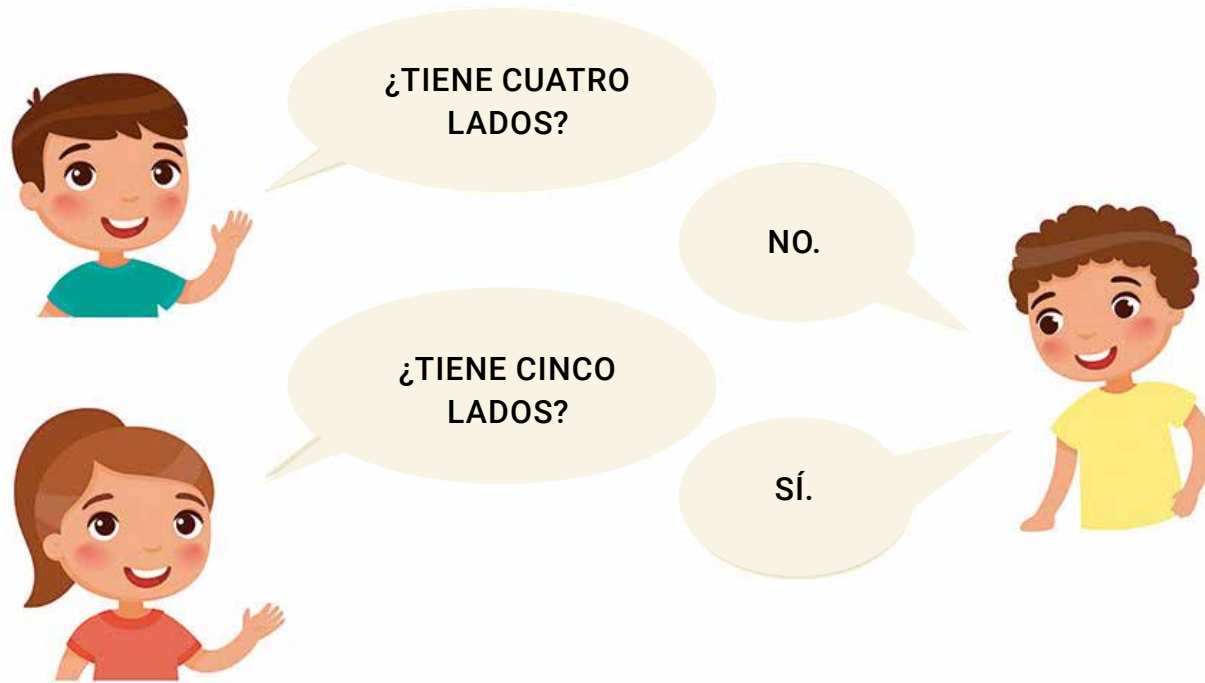 ¿TIENE CUATRO
LADOS?
NO.
¿TIENE CINCO
LADOS?
SÍ.